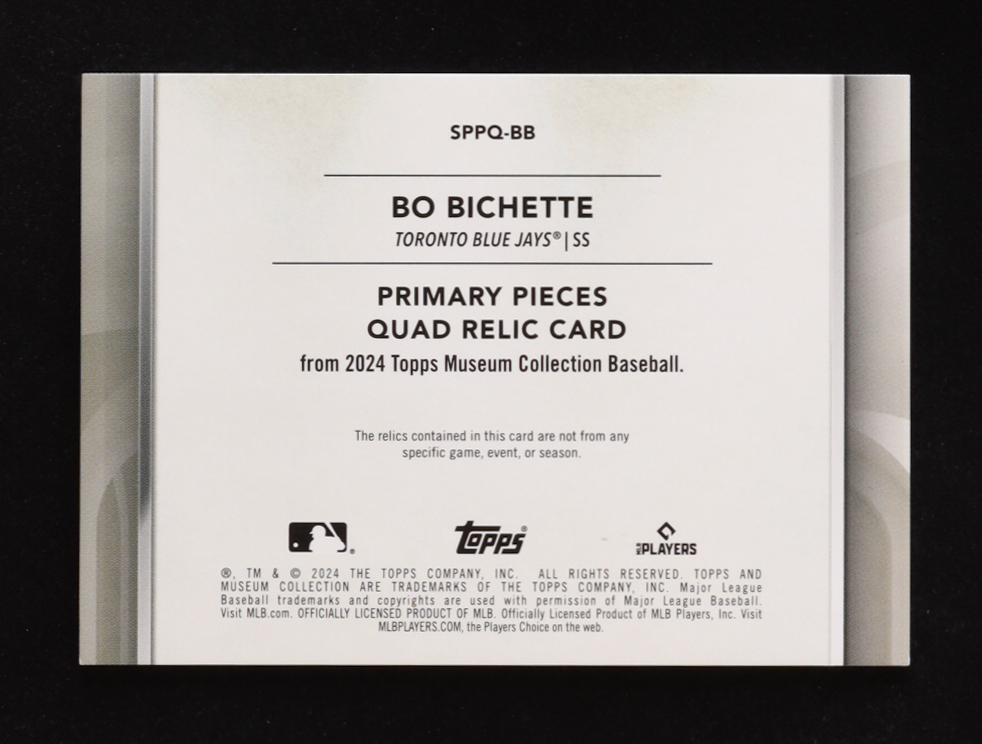 SPPQ-BB
BO BICHETTE
TORONTO BLUE JAYS® | SS
PRIMARY PIECES
QUAD RELIC CARD
from 2024 Topps Museum Collection Baseball.
The relics contained in this card are not from any
specific game, event, or season.
® topps® MLB PLAYERS
®, TM & © 2024 THE TOPPS COMPANY, INC. ALL RIGHTS RESERVED. TOPPS AND
MUSEUM COLLECTION ARE TRADEMARKS OF THE TOPPS COMPANY, INC. Major League
Baseball trademarks and copyrights are used with permission of Major League Baseball.
Visit MLB.com. OFFICIALLY LICENSED PRODUCT OF MLB. Officially Licensed Product of MLB Players, Inc. Visit
MLBPLAYERS.COM, the Players Choice on the web.